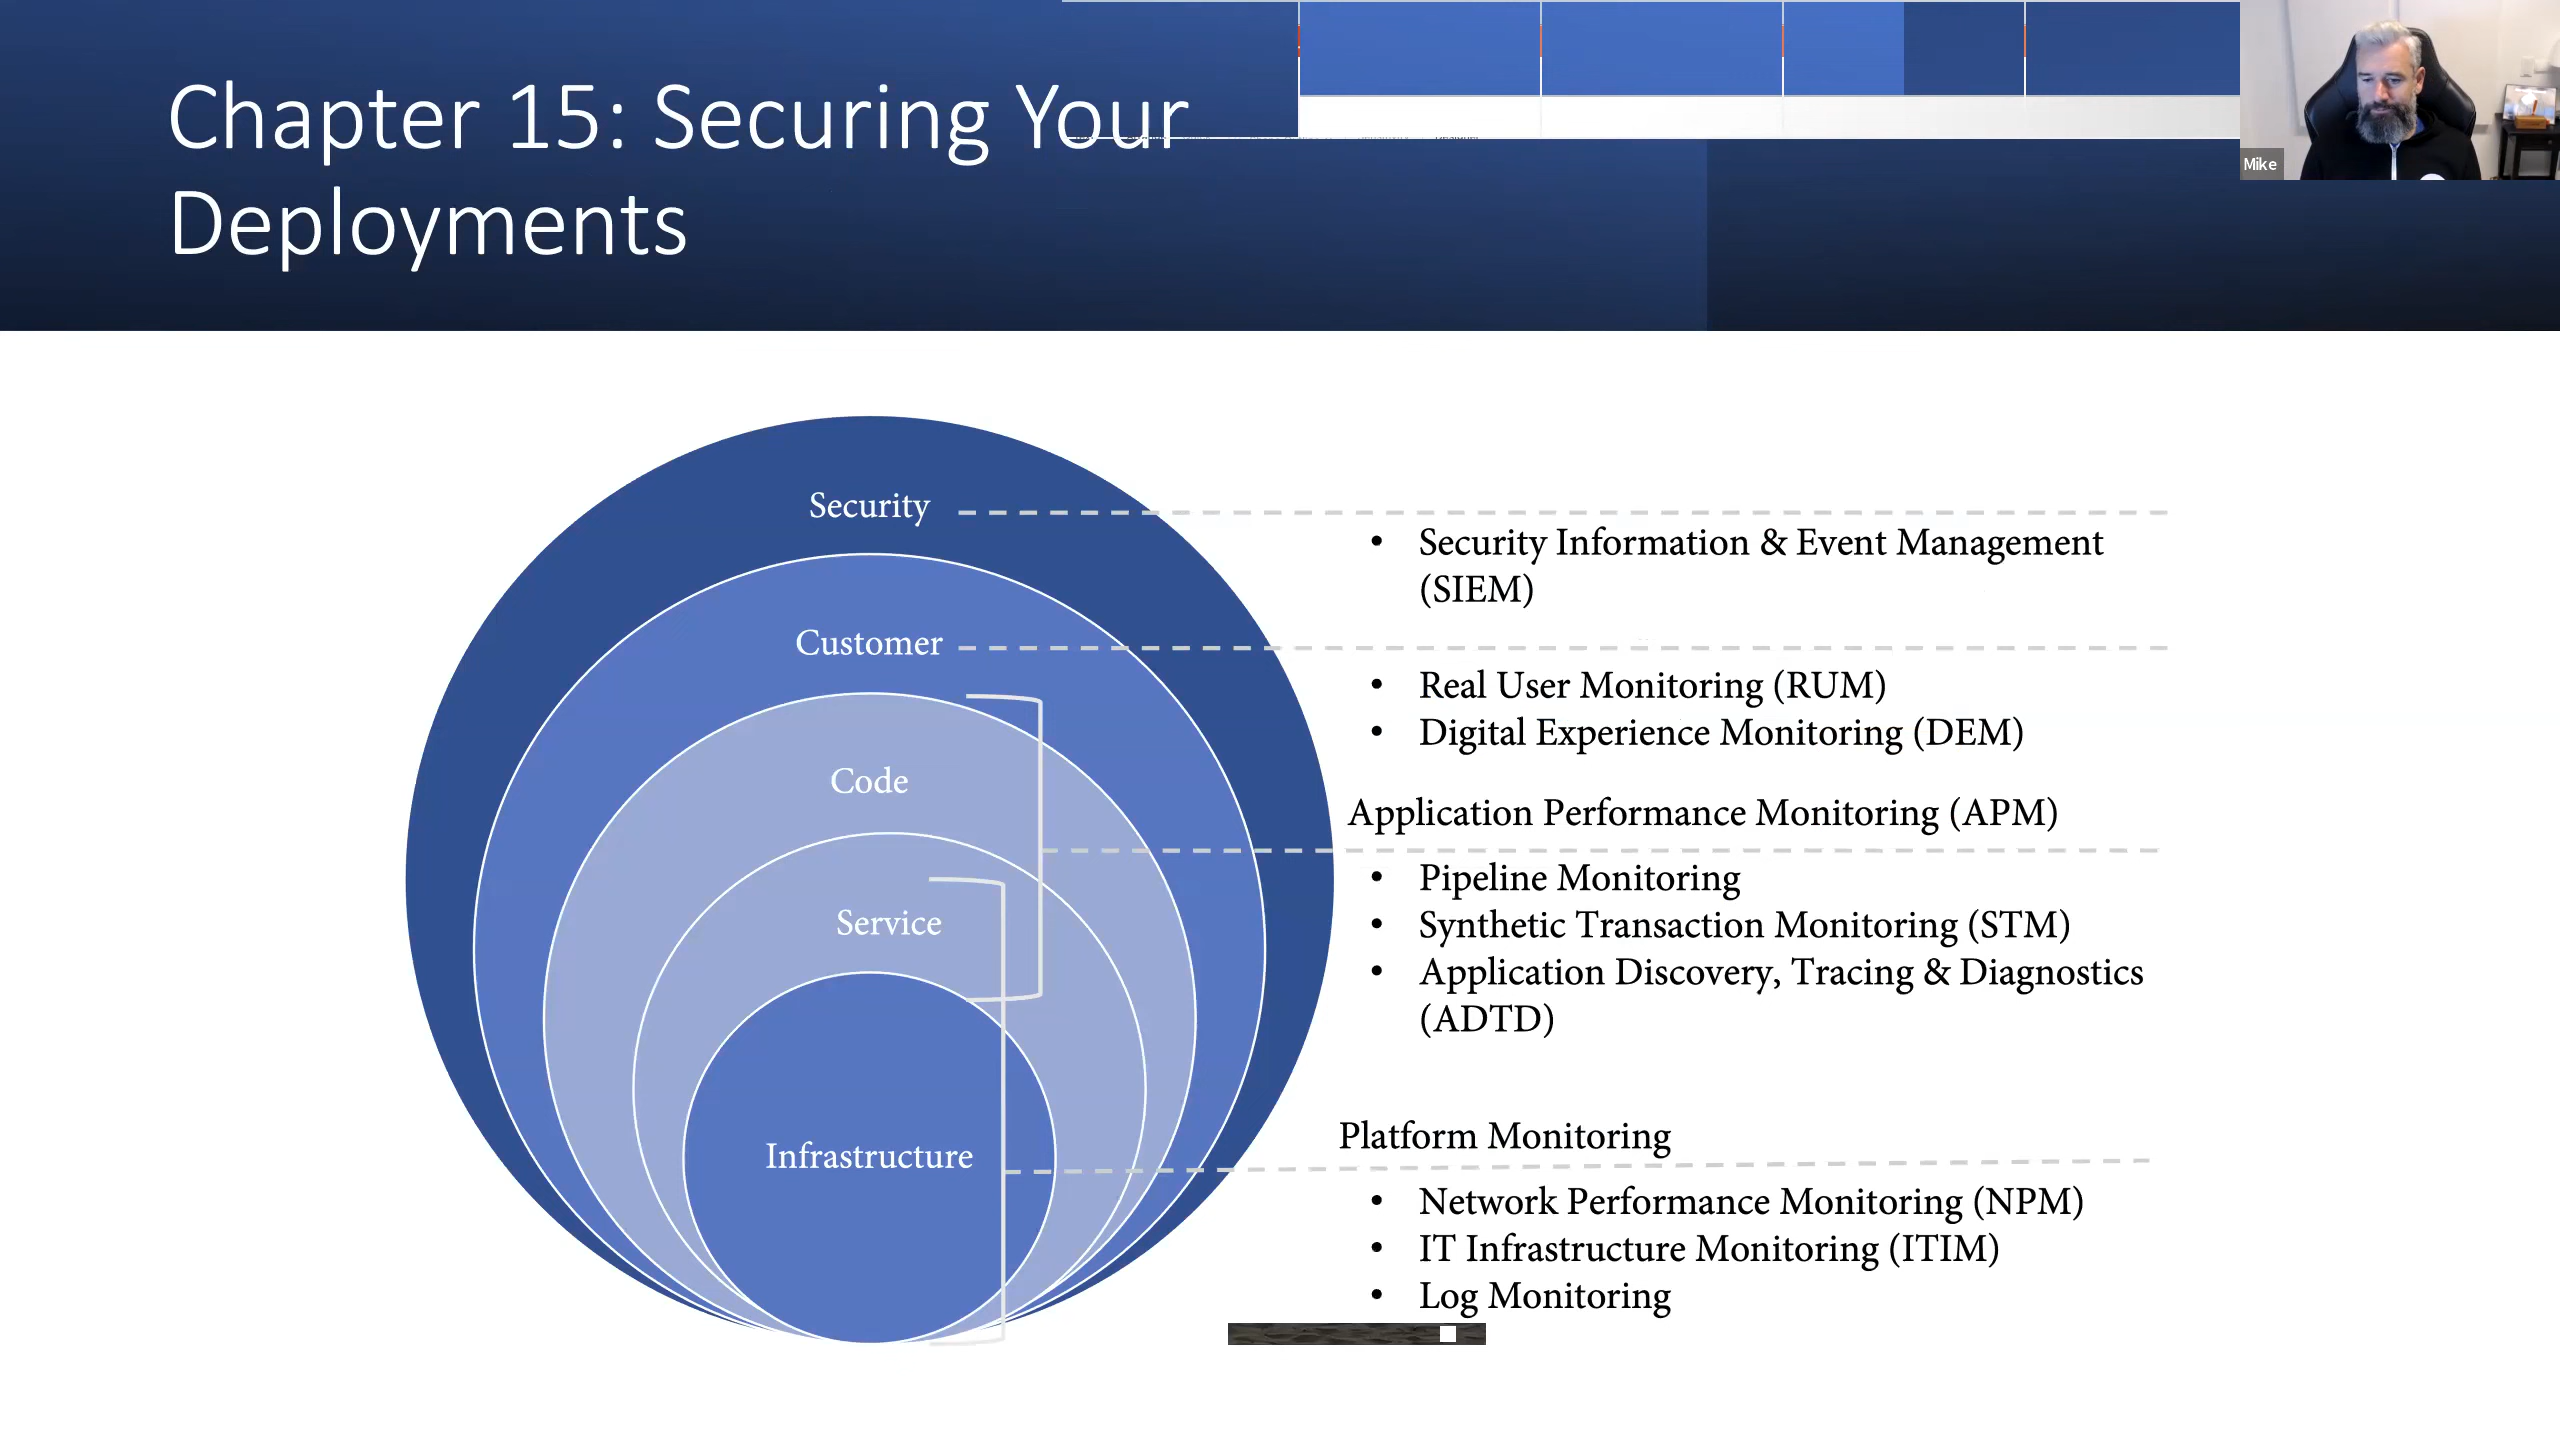 Chapter 15: Securing Your
Deployments
Mike
Security
Customer
Code
Service
Infrastructure
• Security Information & Event Management
(SIEM)
• Real User Monitoring (RUM)
• Digital Experience Monitoring (DEM)
Application Performance Monitoring (APM)
• Pipeline Monitoring
• Synthetic Transaction Monitoring (STM)
• Application Discovery, Tracing & Diagnostics
(ADTD)
Platform Monitoring
• Network Performance Monitoring (NPM)
• IT Infrastructure Monitoring (ITIM)
• Log Monitoring